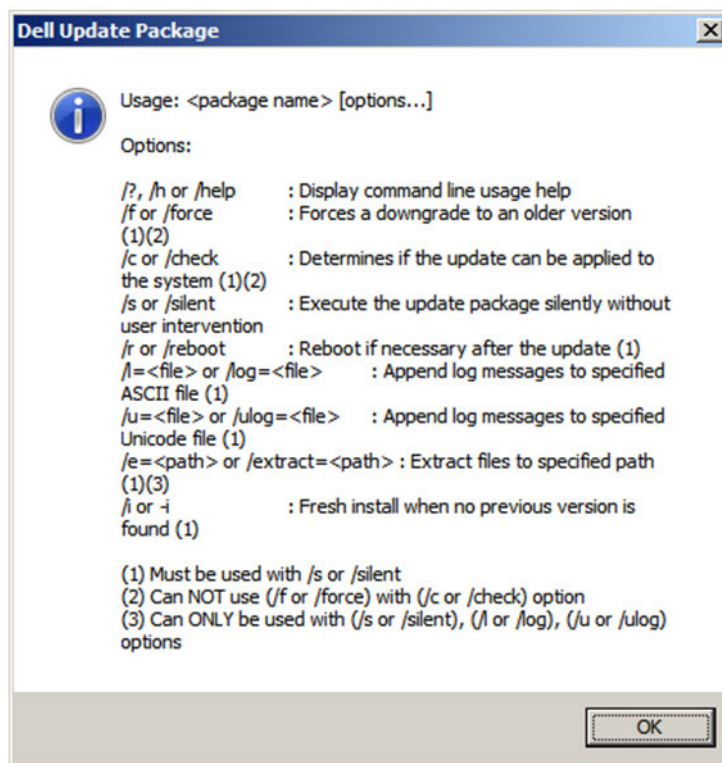 Dell Update Package
Usage: <package name> [options...]
Options:
/?, /h or /help : Display command line usage help
/f or /force : Forces a downgrade to an older version
(1)(2)
/c or /check : Determines if the update can be applied to
the system (1)(2)
/s or /silent : Execute the update package silently without
user intervention
/r or /reboot : Reboot if necessary after the update (1)
/l=<file> or /log=<file> : Append log messages to specified
ASCII file (1)
/u=<file> or /ulog=<file> : Append log messages to specified
Unicode file (1)
/e=<path> or /extract=<path> : Extract files to specified path
(1)(3)
/i or -i : Fresh install when no previous version is
found (1)
(1) Must be used with /s or /silent
(2) Can NOT use (/f or /force) with (/c or /check) option
(3) Can ONLY be used with (/s or /silent), (/l or /log), (/u or /ulog)
options
OK